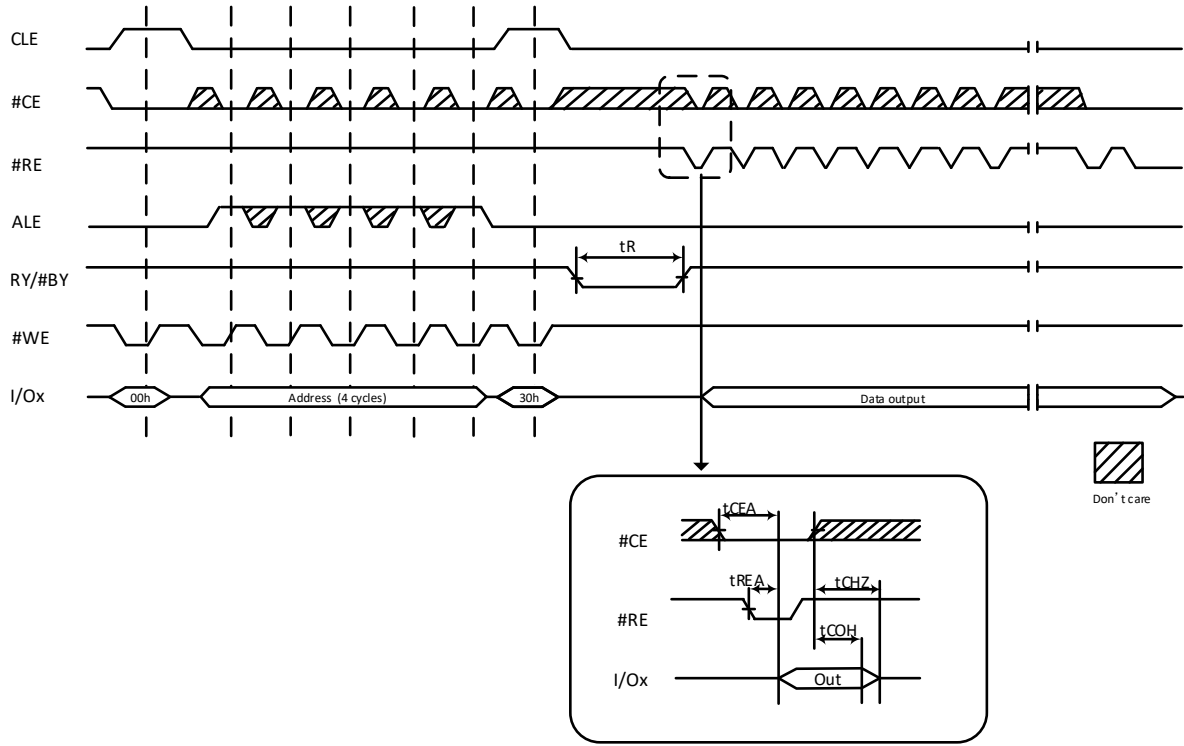 CLE
#CE
#RE
ALE
tR
RY/#BY
#WE
I/Ox
00h
Address (4 cycles)
30h
Data output
Don't care
tCEA
#CE
tREA
tCHZ
#RE
tCOH
I/Ox
Out